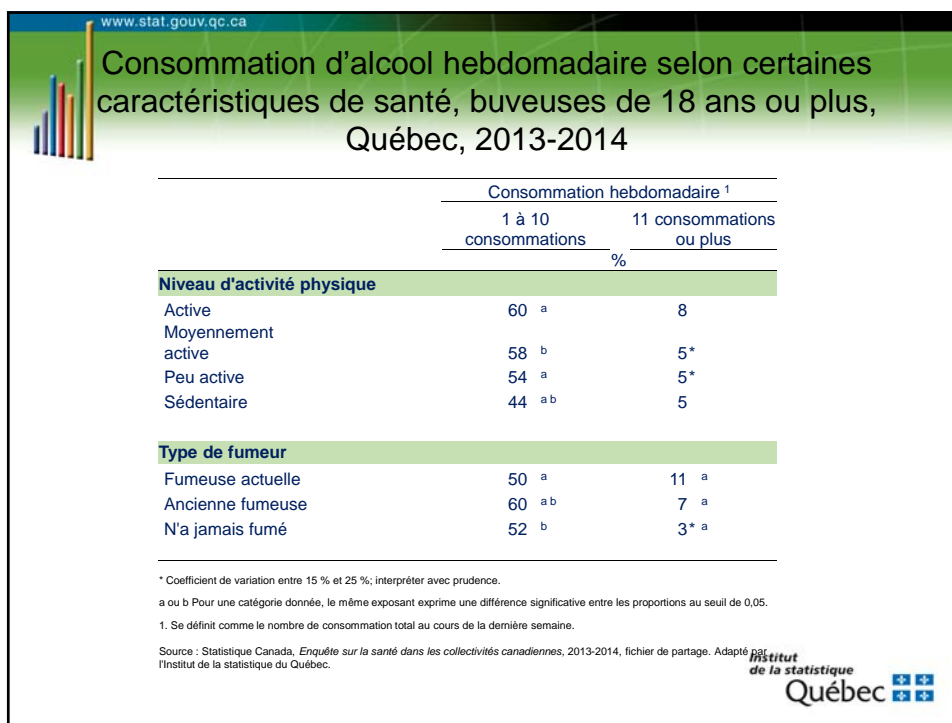 www.stat.gouv.qc.ca
Consommation d'alcool hebdomadaire selon certaines
caractéristiques de santé, buveuses de 18 ans ou plus,
Québec, 2013-2014
Consommation hebdomadaire 1
1 à 10 11 consommations
consommations ou plus
%
Niveau d'activité physique
Active 60 a 8
Moyennement
active 58 b 5*
Peu active 54 a 5*
Sédentaire 44 a b 5
Type de fumeur
Fumeuse actuelle 50 a 11 a
Ancienne fumeuse 60 a b 7 a
N'a jamais fumé 52 b 3* a
* Coefficient de variation entre 15 % et 25 %; interpréter avec prudence.
a ou b Pour une catégorie donnée, le même exposant exprime une différence significative entre les proportions au seuil de 0,05.
1. Se définit comme le nombre de consommation total au cours de la dernière semaine.
Source : Statistique Canada, Enquête sur la santé dans les collectivités canadiennes, 2013-2014, fichier de partage. Adapté par
l'Institut de la statistique du Québec.
Institut
de la statistique
Québec